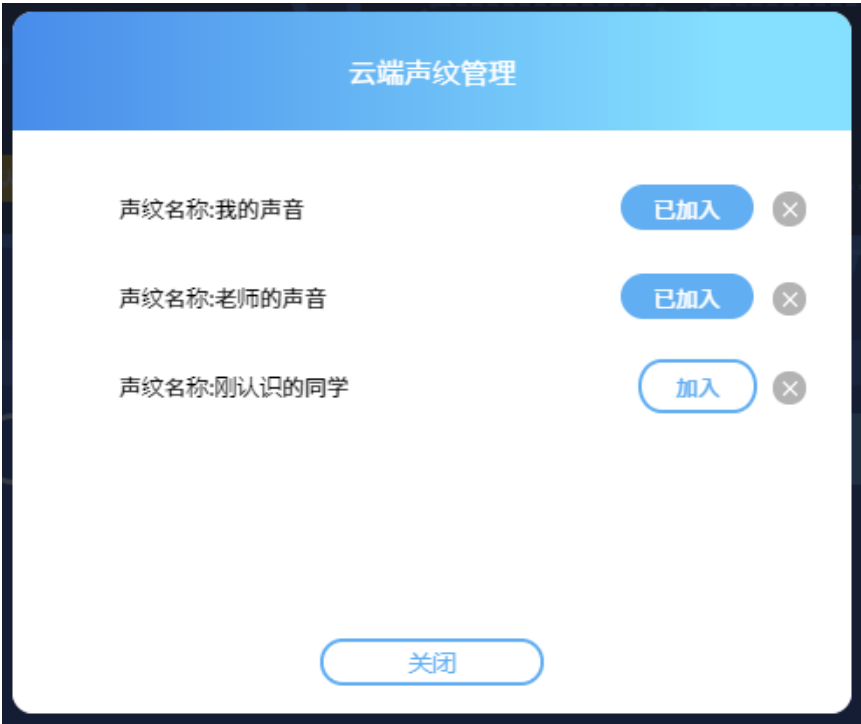 云端声纹管理
声纹名称:我的声音 已加入
声纹名称:老师的声音 已加入
声纹名称:刚认识的同学 加入
关闭